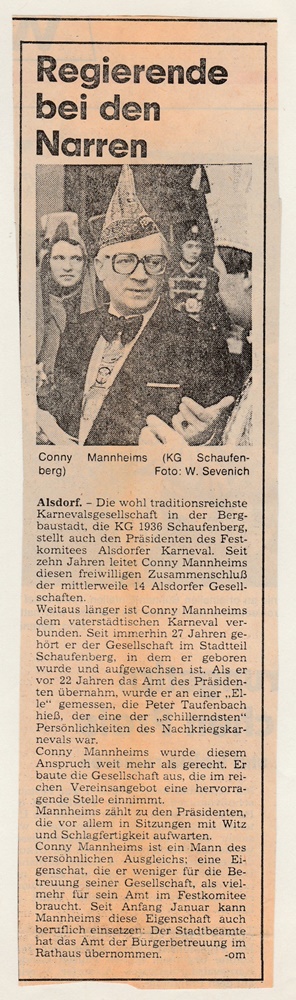 Regierende
bei den
Narren
Conny Mannheims (KG Schaufen-
berg) Foto: W. Sevenich
Alsdorf. – Die wohl traditionsreichste
Karnevalsgesellschaft in der Berg-
baustadt, die KG 1936 Schaufenberg,
stellt auch den Präsidenten des Fest-
komitees Alsdorfer Karneval. Seit
zehn Jahren leitet Conny Mannheims
diesen freiwilligen Zusammenschluß
der mittlerweile 14 Alsdorfer Gesell-
schaften.
Weitaus länger ist Conny Mannheims
dem vaterstädtischen Karneval ver-
bunden. Seit immerhin 27 Jahren ge-
hört er der Gesellschaft im Stadtteil
Schaufenberg, in dem er geboren
wurde und aufgewachsen ist. Als er
vor 22 Jahren das Amt des Präsiden-
ten übernahm, wurde er an einer „El-
le" gemessen, die Peter Taufenbach
hieß, der eine der „schillerndsten"
Persönlichkeiten des Nachkriegskar-
nevals war.
Conny Mannheims wurde diesem
Anspruch weit mehr als gerecht. Er
baute die Gesellschaft aus, die im rei-
chen Vereinsangebot eine hervorra-
gende Stelle einnimmt.
Mannheims zählt zu den Präsidenten,
die vor allem in Sitzungen mit Witz
und Schlagfertigkeit aufwarten.
Conny Mannheims ist ein Mann des
versöhnlichen Ausgleichs; eine Ei-
genschat, die er weniger für die Be-
treuung seiner Gesellschaft, als viel-
mehr für sein Amt im Festkomitee
braucht. Seit Anfang Januar kann
Mannheims diese Eigenschaft auch
beruflich einsetzen: Der Stadtbeamte
hat das Amt der Bürgerbetreuung im
Rathaus übernommen. -om